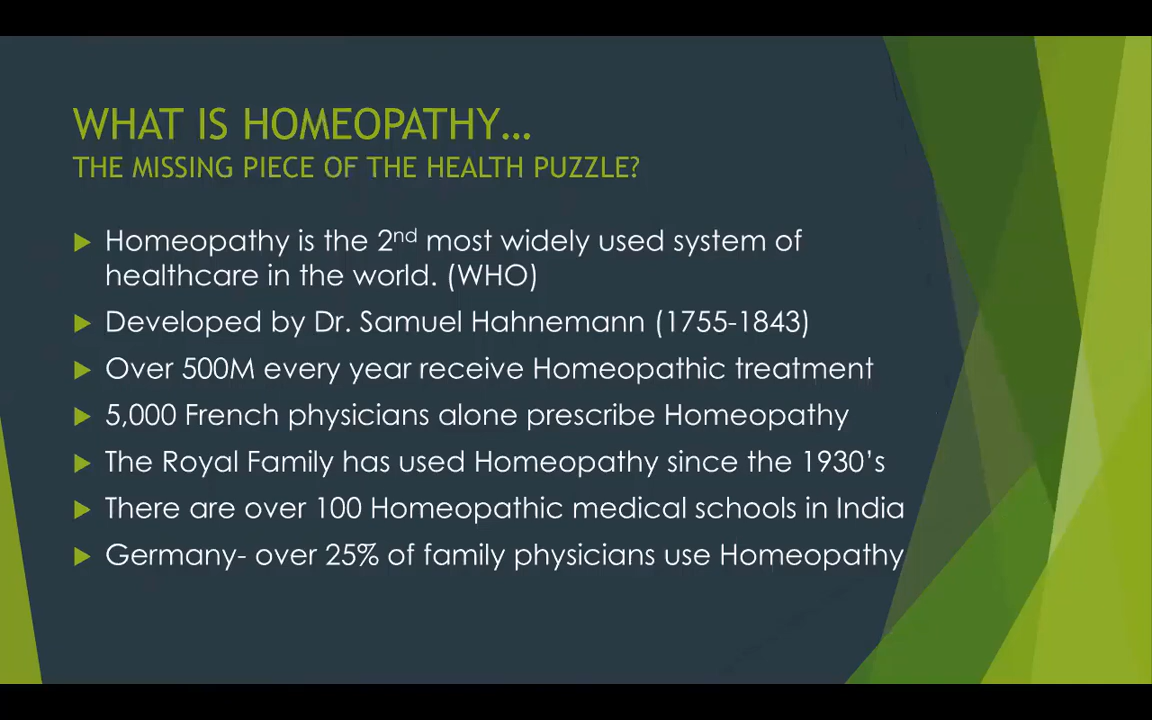 WHAT IS HOMEOPATHY…
THE MISSING PIECE OF THE HEALTH PUZZLE?
Homeopathy is the 2nd most widely used system of
healthcare in the world. (WHO)
Developed by Dr. Samuel Hahnemann (1755-1843)
Over 500M every year receive Homeopathic treatment
5,000 French physicians alone prescribe Homeopathy
The Royal Family has used Homeopathy since the 1930’s
There are over 100 Homeopathic medical schools in India
Germany- over 25% of family physicians use Homeopathy